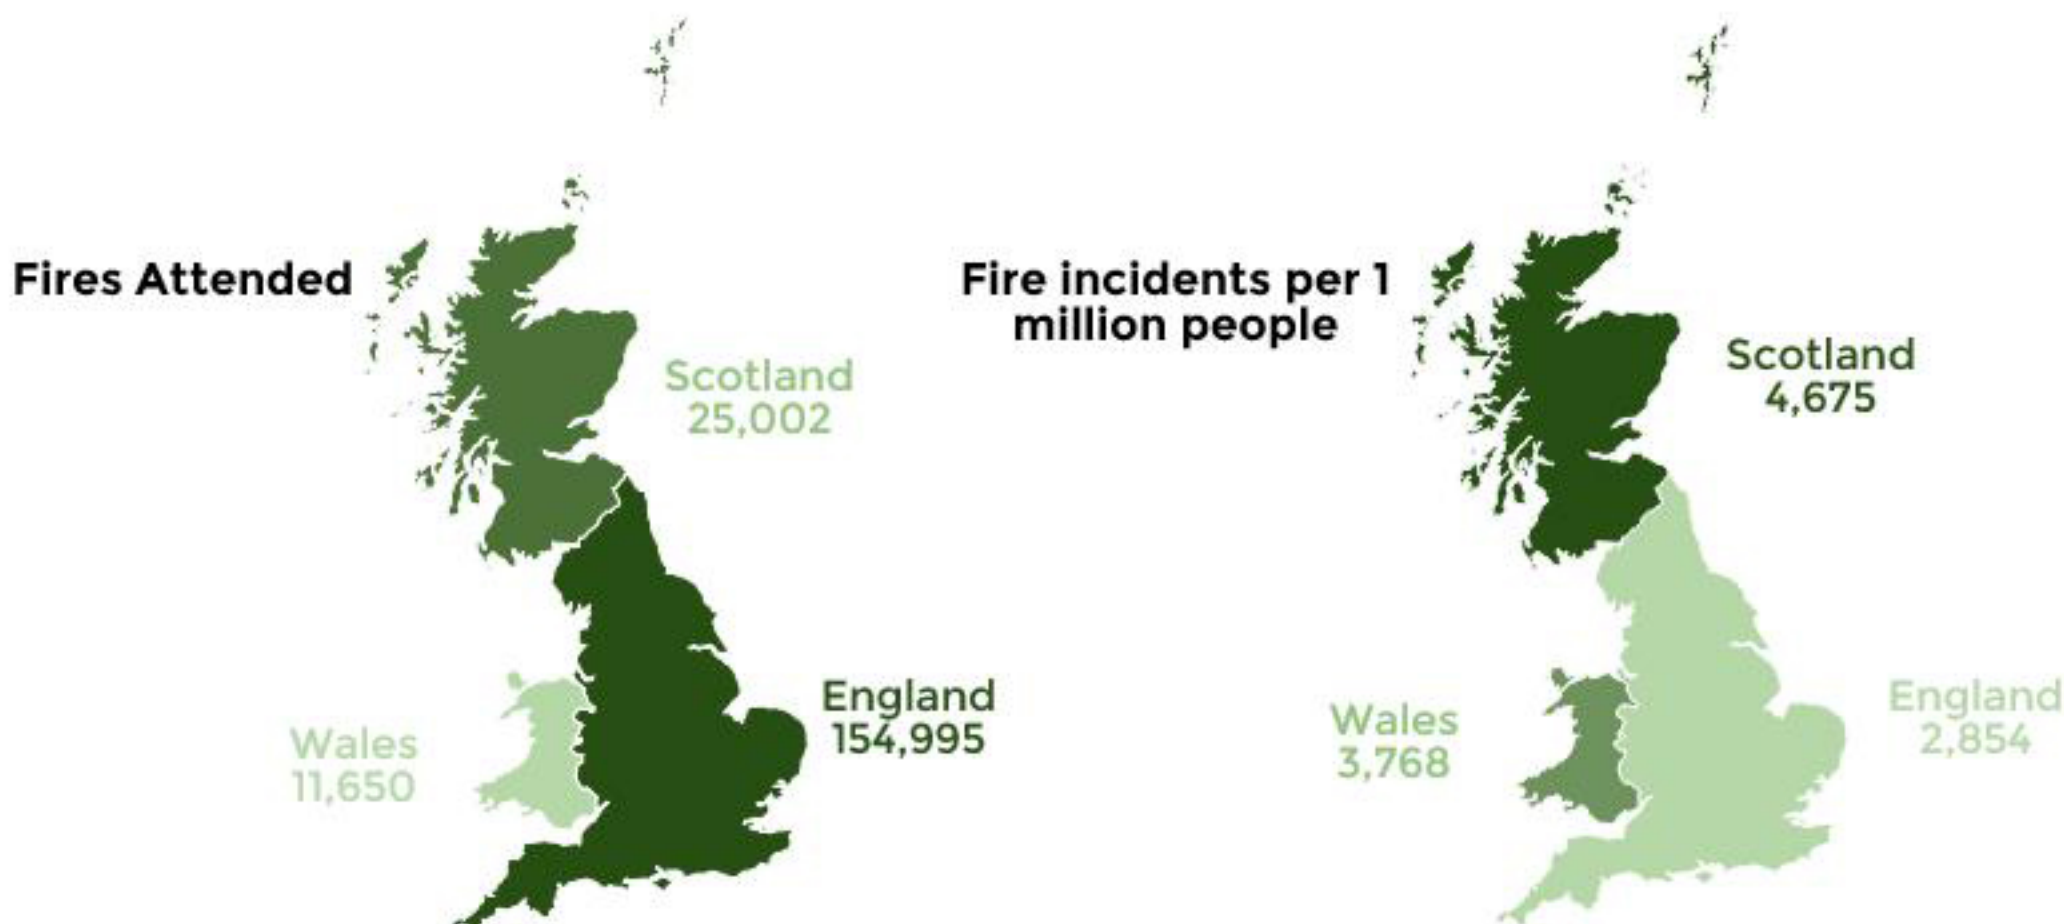 Fires Attended
Scotland
25,002
England
154,995
Wales
11,650
Fire incidents per 1
million people
Scotland
4,675
Wales
3,768
England
2,854